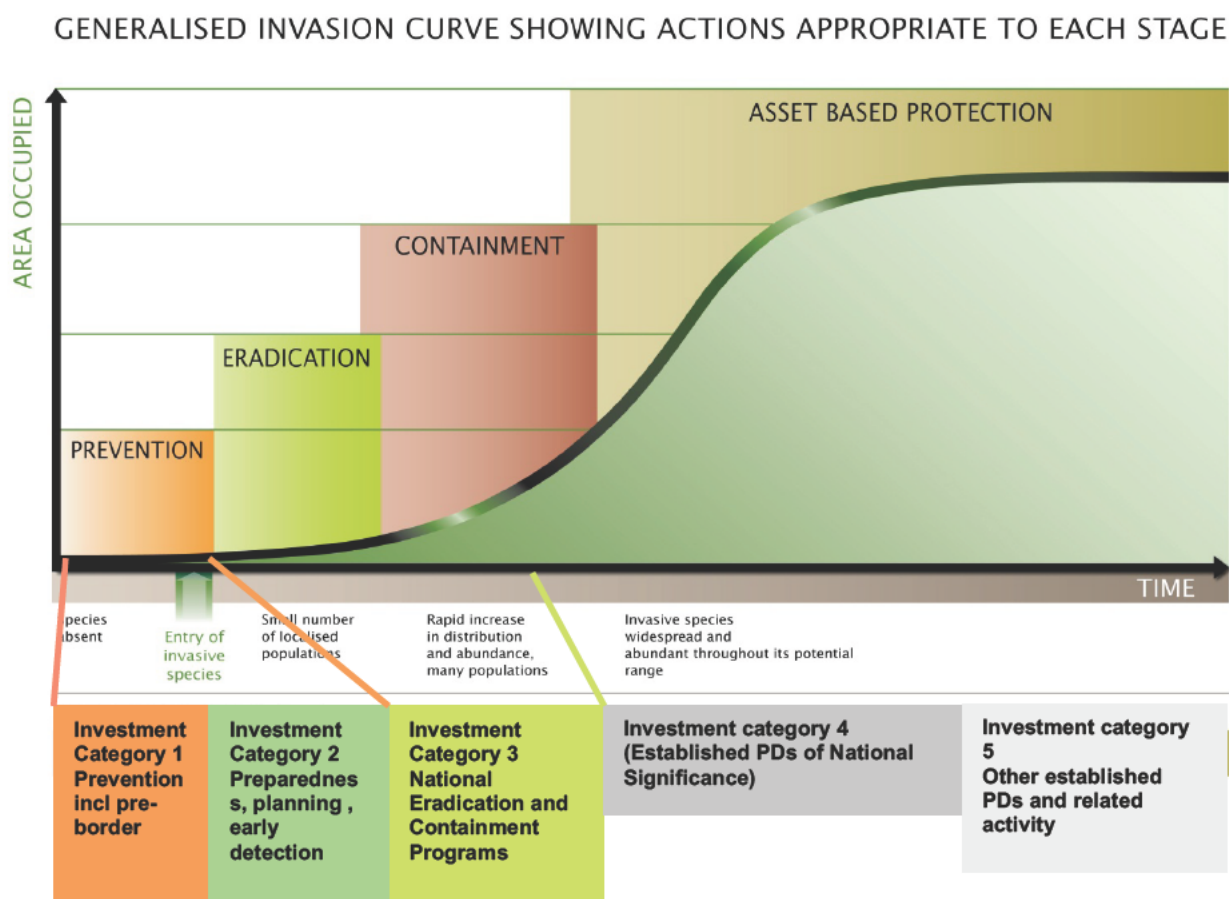 GENERALISED INVASION CURVE SHOWING ACTIONS APPROPRIATE TO EACH STAGE
AREA OCCUPIED
ASSET BASED PROTECTION
CONTAINMENT
ERADICATION
PREVENTION
TIME
pecies
absent
Entry of
invasive
species
Small number
of localised
populations
Rapid increase
in distribution
and abundance,
many populations
Invasive species
widespread and
abundant throughout its potential
range
Investment
Category 1
Prevention
incl pre-
border
Investment
Category 2
Preparednes
s, planning ,
early
detection
Investment
Category 3
National
Eradication and
Containment
Programs
Investment category 4
(Established PDs of National
Significance)
Investment category
5
Other established
PDs and related
activity